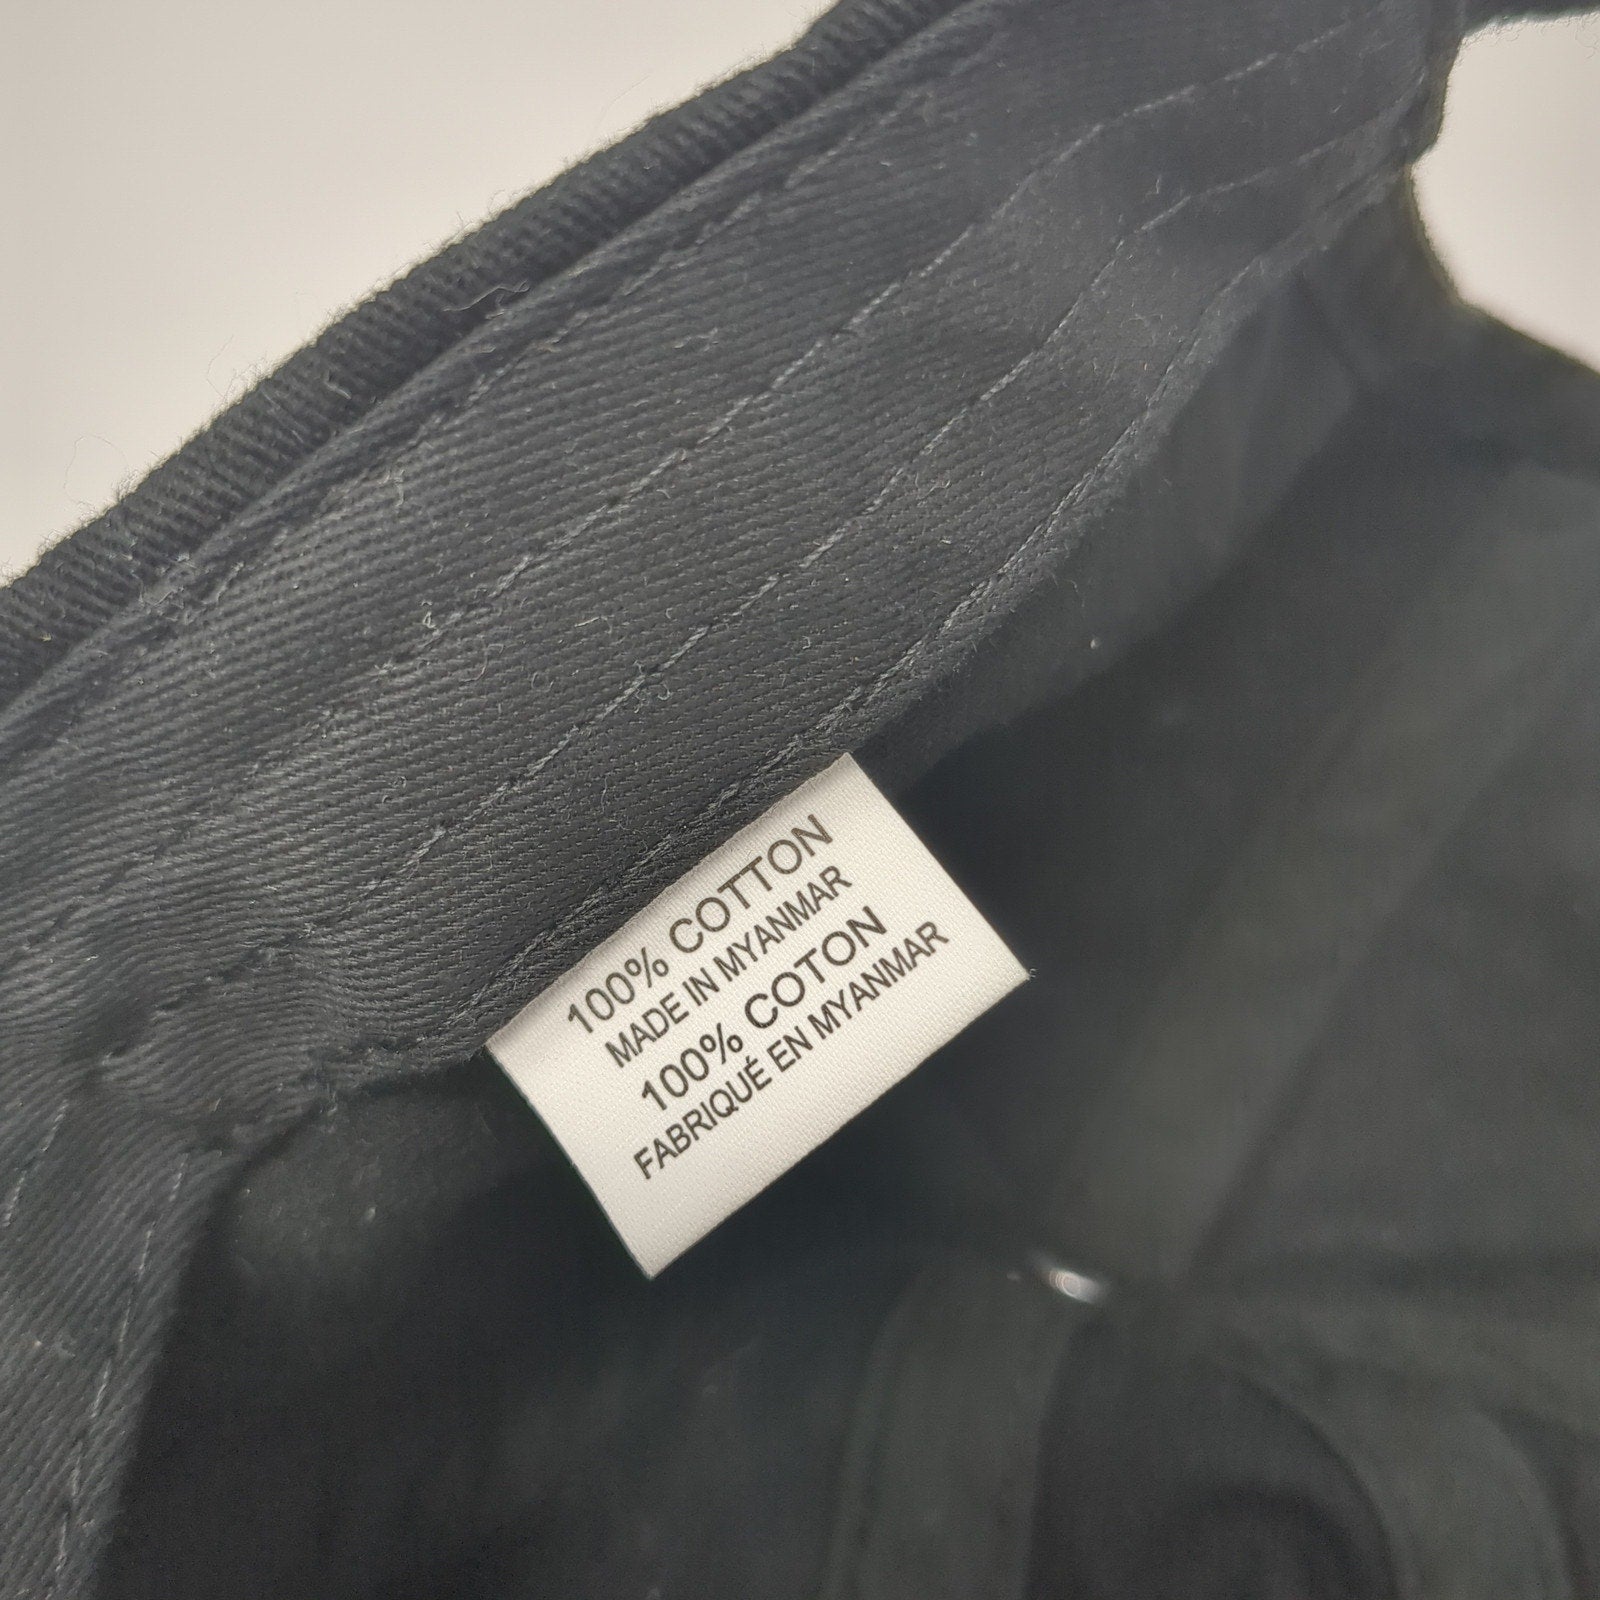 100% COTTON
MADE IN MYANMAR
100% COTON
FABRIQUÉ EN MYANMAR